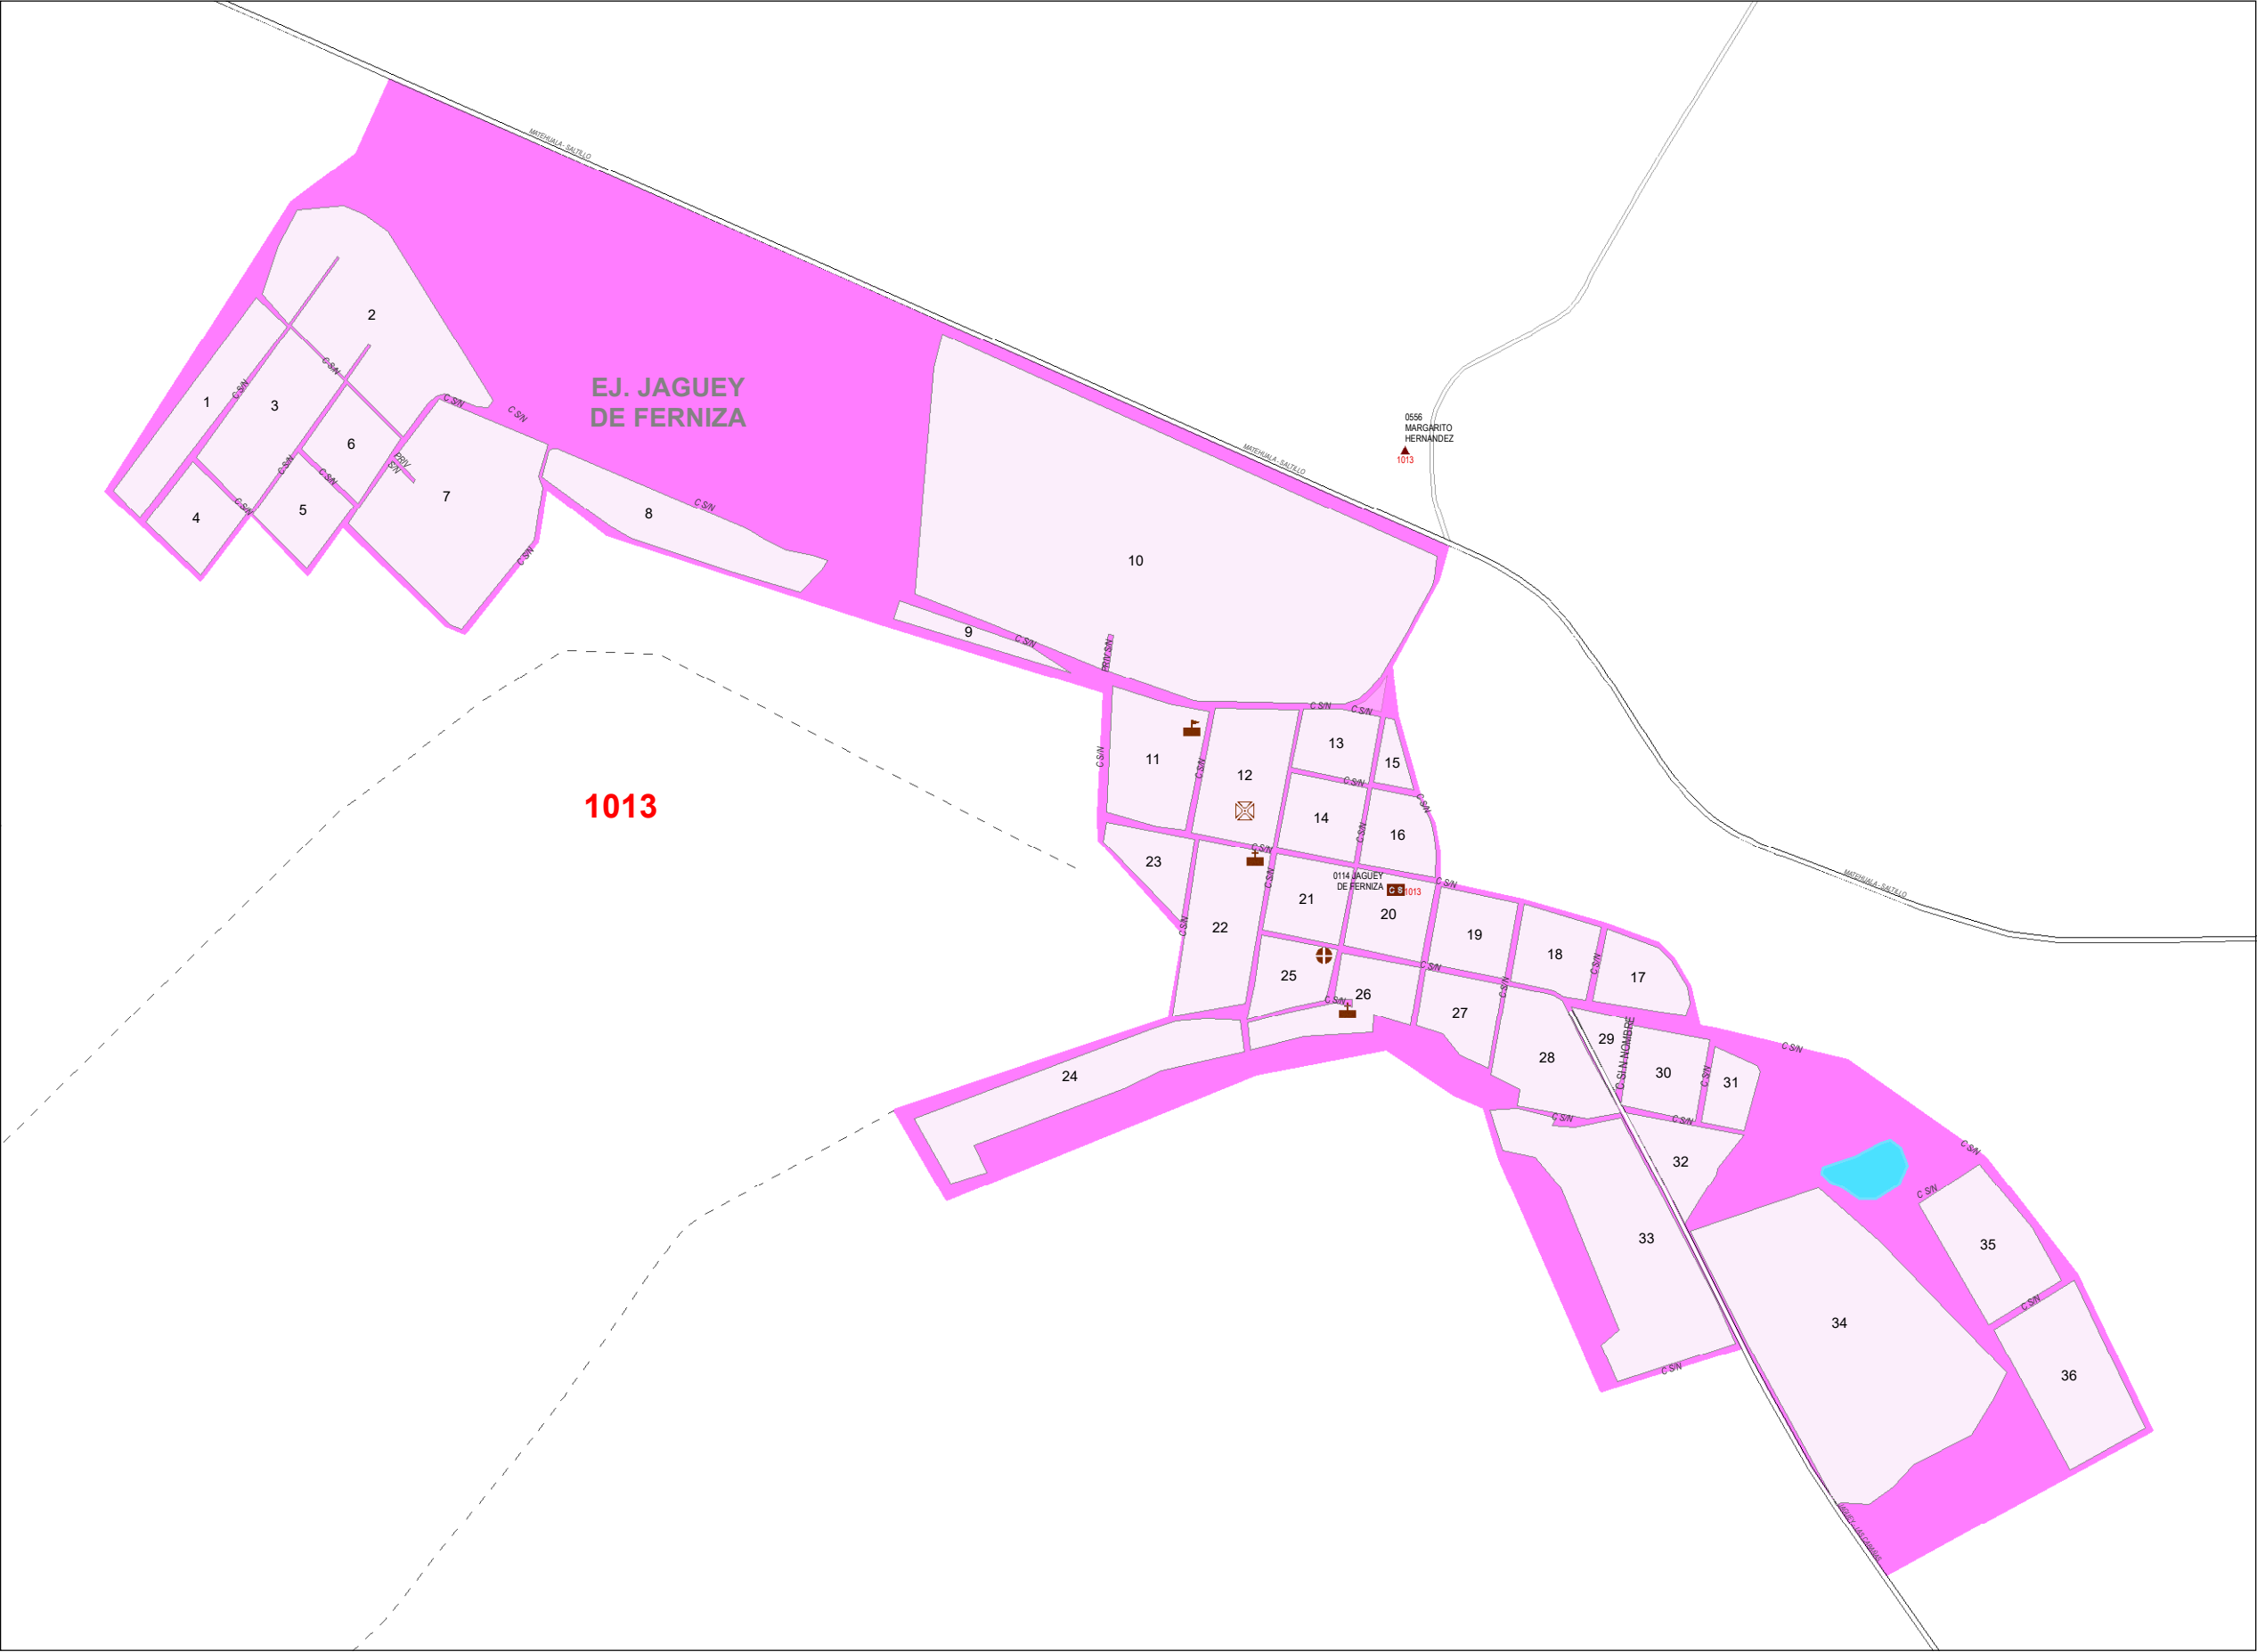 MATEHUALA - SALTILLO
2
C S/N
C S/N
1
3
C S/N
C S/N
EJ. JAGUEY
DE FERNIZA
0556
MARGARITO
HERNANDEZ
1013
MATEHUALA - SALTILLO
6
PRIV
S/N
C S/N
C S/N
7
C S/N
4
5
C S/N
8
C S/N
10
9
C S/N
PRIV S/N
C S/N
C S/N
C S/N
11
C S/N
12
13
15
C S/N
1013
14
C S/N
16
C S/N
23
C S/N
C S/N
0114 JAGUEY
DE FERNIZA
C S
1013
C S/N
MATEHUALA - SALTILLO
C S/N
22
21
20
19
18
17
C S/N
25
C S/N
C S/N
C S/N
26
27
28
29
C SIN NOMBRE
30
C S/N
31
C S/N
24
C S/N
C S/N
32
C S/N
C S/N
33
34
35
C S/N
36
C S/N